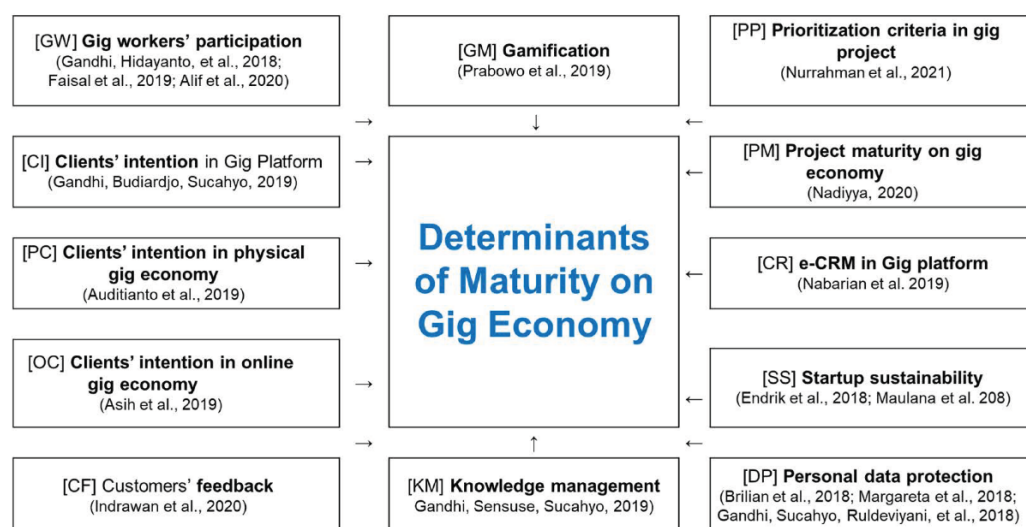 [GW] Gig workers' participation
(Gandhi, Hidayanto, et al., 2018;
Faisal et al., 2019; Alif et al., 2020)
[GM] Gamification
(Prabowo et al., 2019)
[PP] Prioritization criteria in gig
project
(Nurrahman et al., 2021)
→
↓
←
[CI] Clients' intention in Gig Platform
(Gandhi, Budiardjo, Sucahyo, 2019)
→
[PM] Project maturity on gig
economy
(Nadiyya, 2020)
←
Determinants
of Maturity on
Gig Economy
[PC] Clients' intention in physical
gig economy
(Auditianto et al., 2019)
→
[CR] e-CRM in Gig platform
(Nabarian et al. 2019)
←
[OC] Clients' intention in online
gig economy
(Asih et al., 2019)
→
[SS] Startup sustainability
(Endrik et al., 2018; Maulana et al. 208)
←
→
↑
←
[CF] Customers' feedback
(Indrawan et al., 2020)
[KM] Knowledge management
Gandhi, Sensuse, Sucahyo, 2019)
[DP] Personal data protection
(Brilian et al., 2018; Margareta et al., 2018;
Gandhi, Sucahyo, Ruldeviyani, et al., 2018)